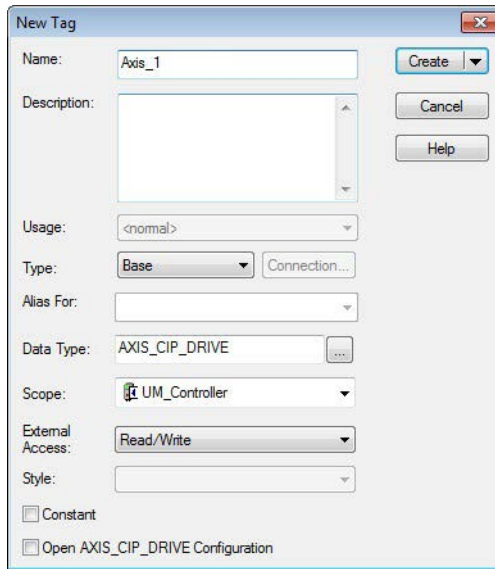 New Tag
Name: Axis_1 Create
Description: Cancel
Help
Usage: <normal>
Type: Base Connection...
Alias For:
Data Type: AXIS_CIP_DRIVE ...
Scope: UM_Controller
External
Access: Read/Write
Style:
Constant
Open AXIS_CIP_DRIVE Configuration